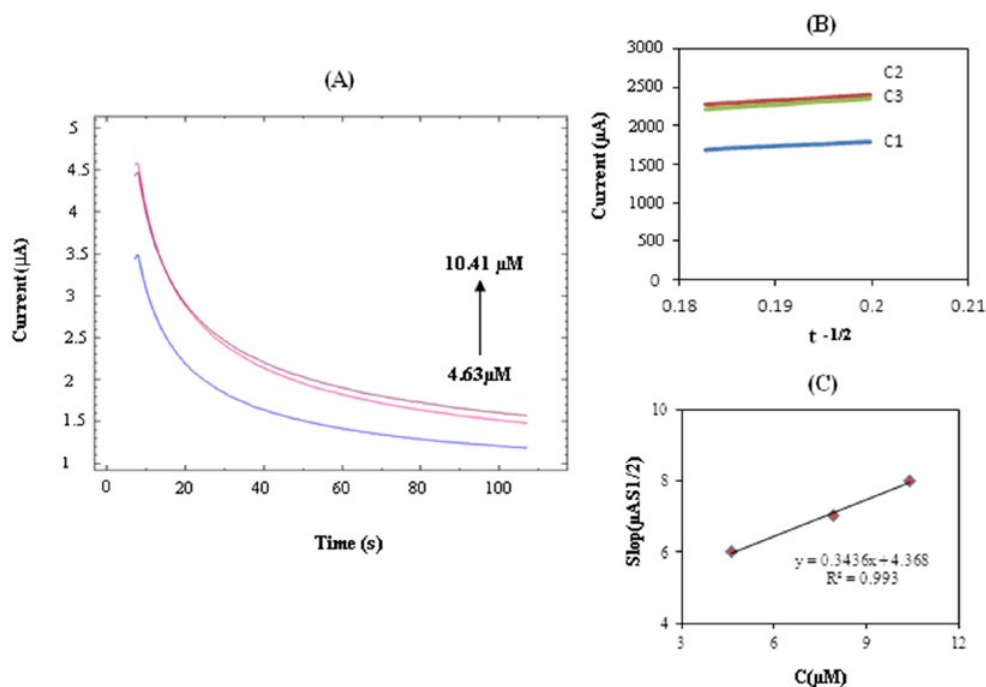 (A)
5
4.5
4
3.5
3
2.5
2
1.5
1
0 20 40 60 80 100
Current (μA)
Time (s)
10.41 μM
4.63μM
(B)
3000
2500
2000
1500
1000
500
0
0.18 0.19 0.2 0.21
Current (μA)
t -1/2
C2
C3
C1
(C)
10
8
6
4
3 6 9 12
Slop(μAS1/2)
C(μM)
y = 0.3436x + 4.368
R² = 0.993